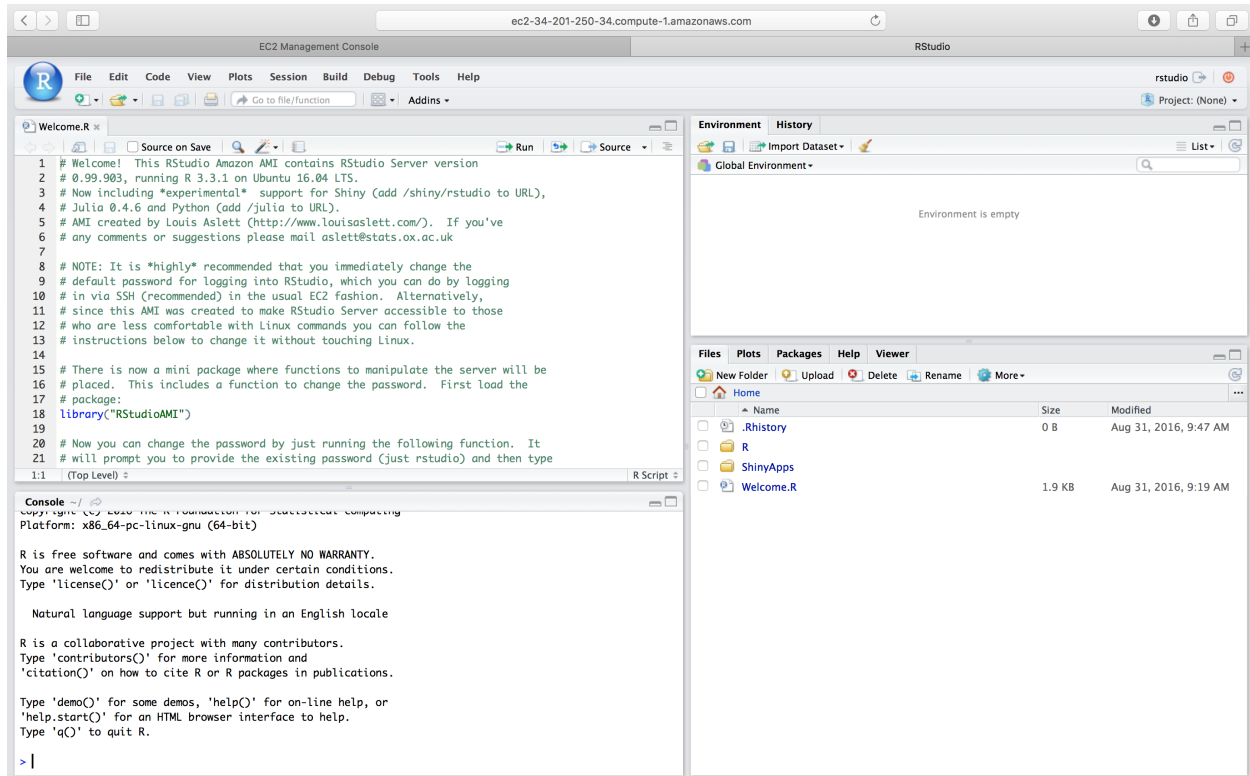 ec2-34-201-250-34.compute-1.amazonaws.com
EC2 Management Console
RStudio
R
File Edit Code View Plots Session Build Debug Tools Help
rstudio
Go to file/function
Addins
Project: (None)
Welcome.R
Source on Save
Run
Source
1 # Welcome!  This RStudio Amazon AMI contains RStudio Server version
2 # 0.99.903, running R 3.3.1 on Ubuntu 16.04 LTS.
3 # Now including *experimental*  support for Shiny (add /shiny/rstudio to URL),
4 # Julia 0.4.6 and Python (add /julia to URL).
5 # AMI created by Louis Aslett (http://www.louisaslett.com/).  If you've
6 # any comments or suggestions please mail aslett@stats.ox.ac.uk
7
8 # NOTE: It is *highly* recommended that you immediately change the
9 # default password for logging into RStudio, which you can do by logging
10 # in via SSH (recommended) in the usual EC2 fashion.  Alternatively,
11 # since this AMI was created to make RStudio Server accessible to those
12 # who are less comfortable with Linux commands you can follow the
13 # instructions below to change it without touching Linux.
14
15 # There is now a mini package where functions to manipulate the server will be
16 # placed.  This includes a function to change the password.  First load the
17 # package:
18 library("RStudioAMI")
19
20 # Now you can change the password by just running the following function.  It
21 # will prompt you to provide the existing password (just rstudio) and then type
1:1 (Top Level)
R Script
Console ~/
Copyright (C) 2016 The R Foundation for Statistical Computing
Platform: x86_64-pc-linux-gnu (64-bit)
R is free software and comes with ABSOLUTELY NO WARRANTY.
You are welcome to redistribute it under certain conditions.
Type 'license()' or 'licence()' for distribution details.
Natural language support but running in an English locale
R is a collaborative project with many contributors.
Type 'contributors()' for more information and
'citation()' on how to cite R or R packages in publications.
Type 'demo()' for some demos, 'help()' for on-line help, or
'help.start()' for an HTML browser interface to help.
Type 'q()' to quit R.
>
Environment History
Import Dataset
List
Global Environment
Environment is empty
Files Plots Packages Help Viewer
New Folder Upload Delete Rename More
Home
Name Size Modified
.Rhistory 0 B Aug 31, 2016, 9:47 AM
R
ShinyApps
Welcome.R 1.9 KB Aug 31, 2016, 9:19 AM